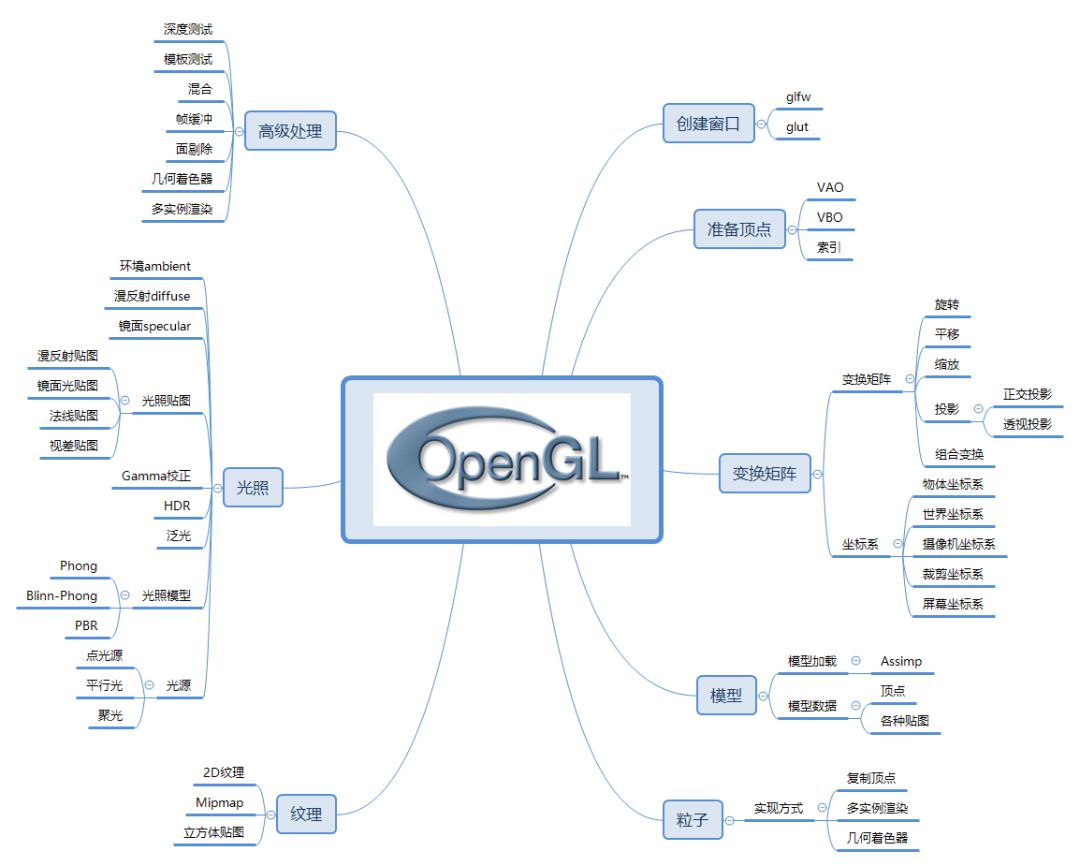 OpenGL™
创建窗口
glfw
glut
准备顶点
VAO
VBO
索引
变换矩阵
变换矩阵
旋转
平移
缩放
投影
正交投影
透视投影
组合变换
坐标系
物体坐标系
世界坐标系
摄像机坐标系
裁剪坐标系
屏幕坐标系
模型
模型加载
Assimp
模型数据
顶点
各种贴图
粒子
实现方式
复制顶点
多实例渲染
几何着色器
高级处理
深度测试
模板测试
混合
帧缓冲
面剔除
几何着色器
多实例渲染
光照
环境ambient
漫反射diffuse
镜面specular
光照贴图
漫反射贴图
镜面光贴图
法线贴图
视差贴图
Gamma校正
HDR
泛光
光照模型
Phong
Blinn-Phong
PBR
光源
点光源
平行光
聚光
纹理
2D纹理
Mipmap
立方体贴图